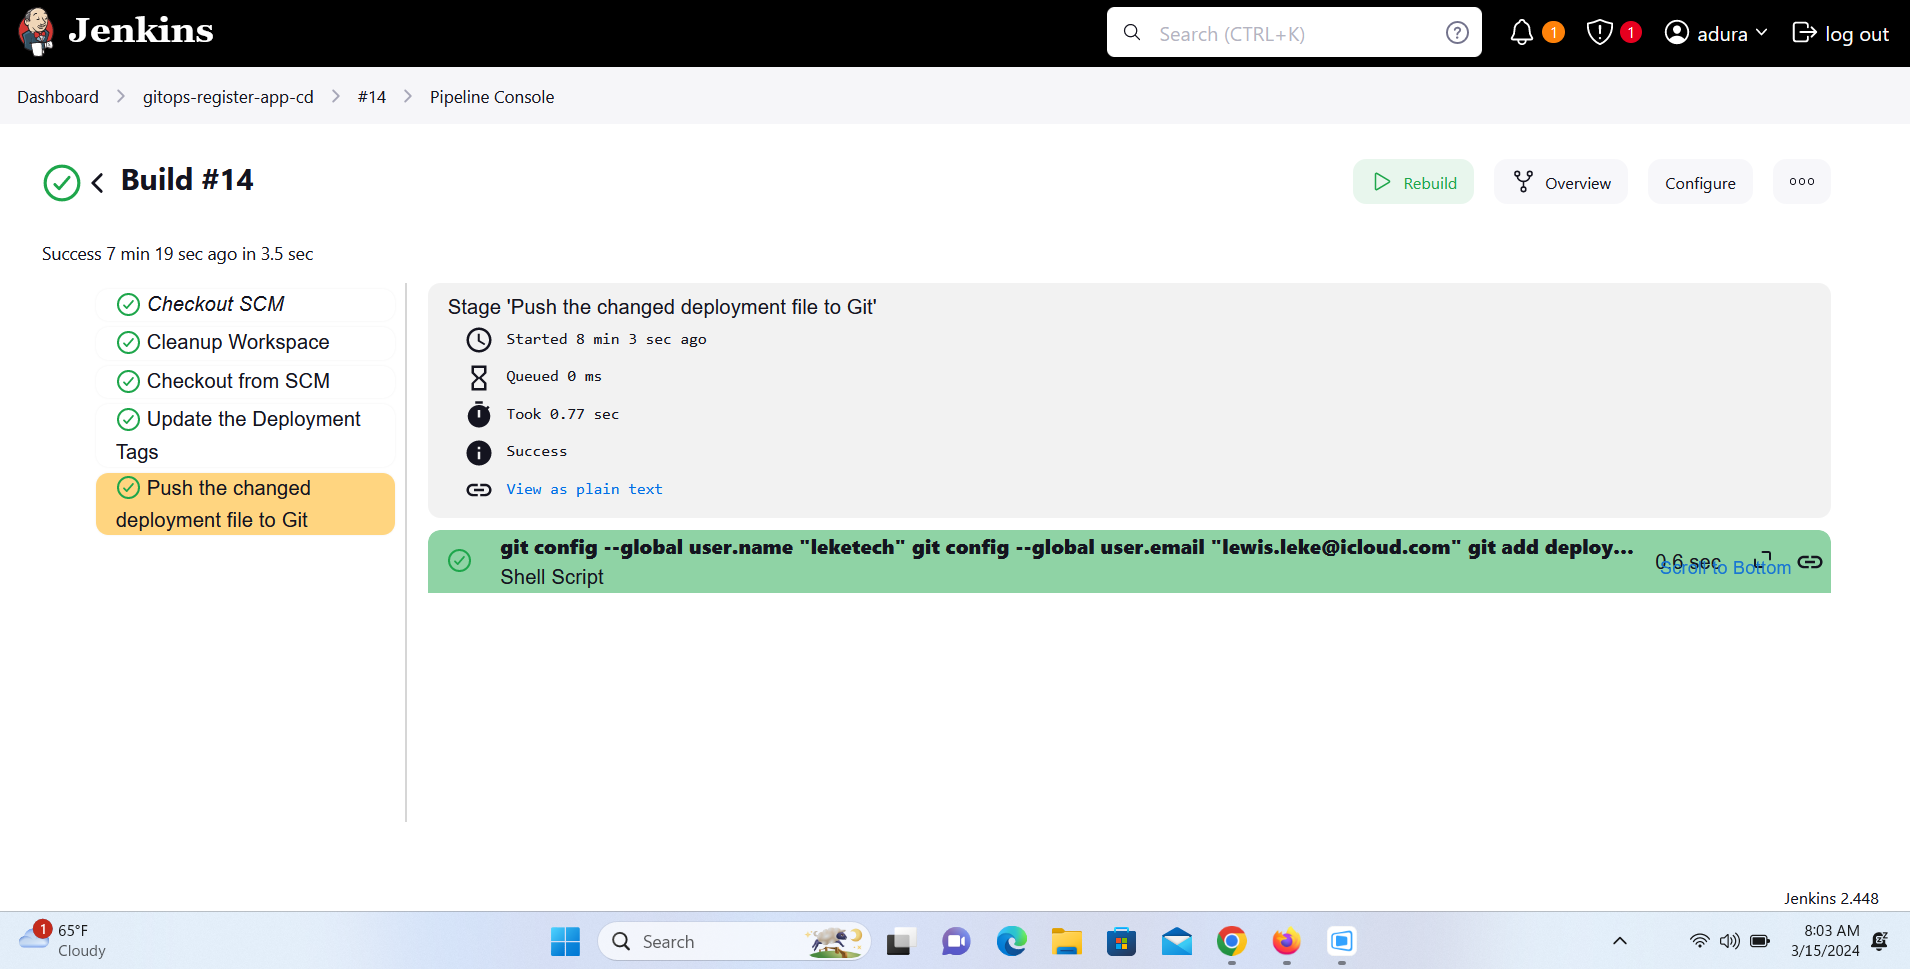 Jenkins
Search (CTRL+K)
?
1
1
adura
log out
Dashboard
gitops-register-app-cd
#14
Pipeline Console
Build #14
Rebuild
Overview
Configure
Success 7 min 19 sec ago in 3.5 sec
Checkout SCM
Cleanup Workspace
Checkout from SCM
Update the Deployment
Tags
Push the changed
deployment file to Git
Stage 'Push the changed deployment file to Git'
Started 8 min 3 sec ago
Queued 0 ms
Took 0.77 sec
Success
View as plain text
git config --global user.name "leketech" git config --global user.email "lewis.leke@icloud.com" git add deploy...
Shell Script
0.6 sec
Scroll to Bottom
Jenkins 2.448
1
65°F
Cloudy
Search
8:03 AM
3/15/2024